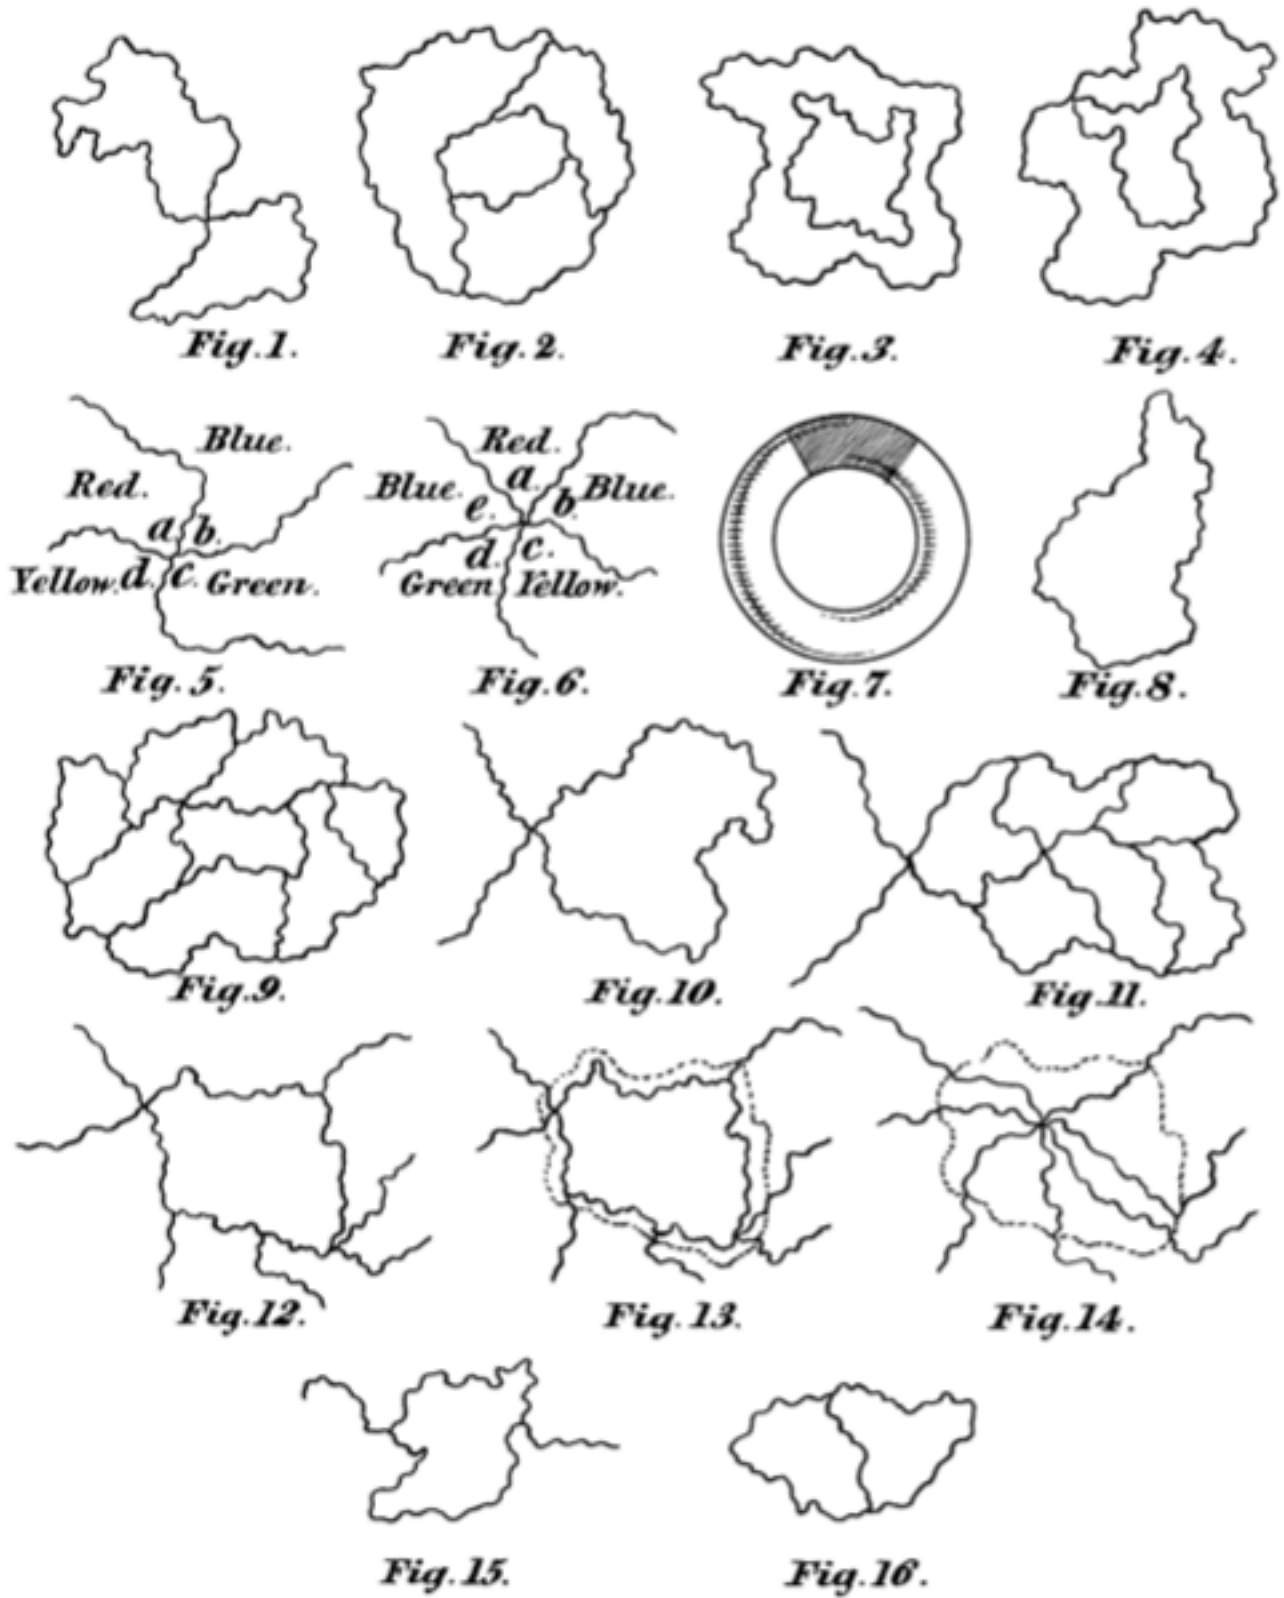 Fig. 1.
Fig. 2.
Fig. 3.
Fig. 4.
Blue.
Red.
a. b.
Yellow. d. c. Green.
Fig. 5.
Red.
Blue. a. Blue.
e. b.
d. c.
Green Yellow.
Fig. 6.
Fig. 7.
Fig. 8.
Fig. 9.
Fig. 10.
Fig. 11.
Fig. 12.
Fig. 13.
Fig. 14.
Fig. 15.
Fig. 16.